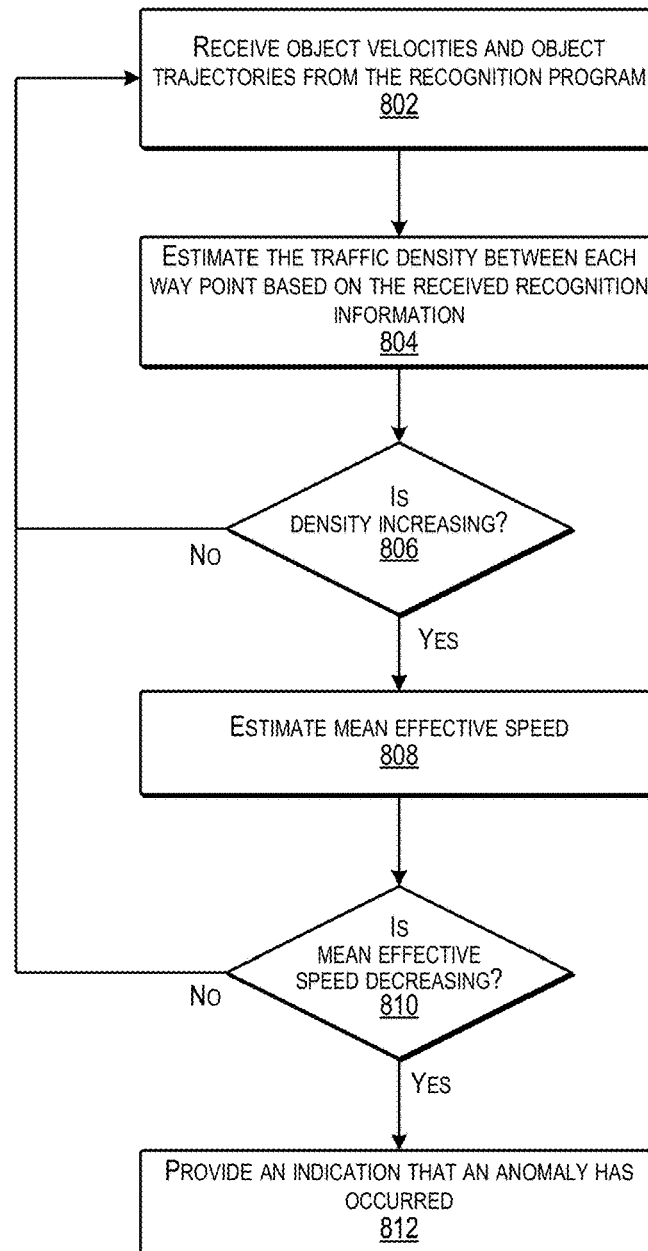 RECEIVE OBJECT VELOCITIES AND OBJECT
TRAJECTORIES FROM THE RECOGNITION PROGRAM
802
ESTIMATE THE TRAFFIC DENSITY BETWEEN EACH
WAY POINT BASED ON THE RECEIVED RECOGNITION
INFORMATION
804
IS
DENSITY INCREASING?
806
NO
YES
ESTIMATE MEAN EFFECTIVE SPEED
808
IS
MEAN EFFECTIVE
SPEED DECREASING?
810
NO
YES
PROVIDE AN INDICATION THAT AN ANOMALY HAS
OCCURRED
812